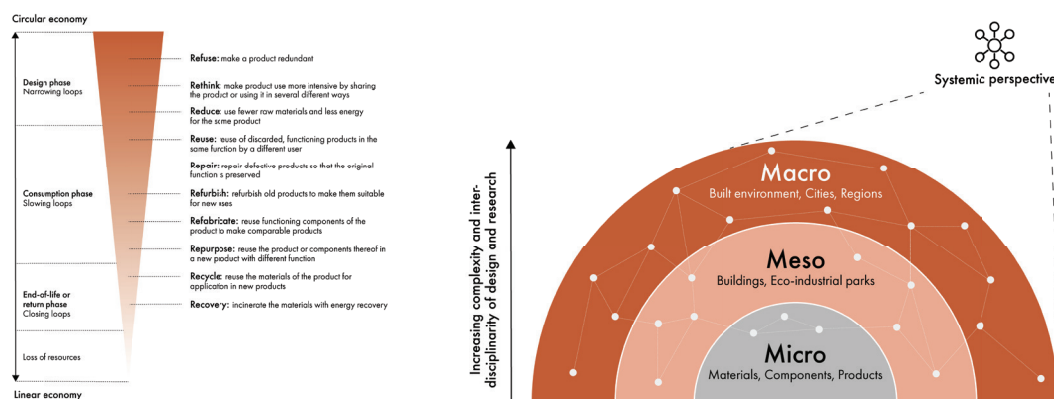 Circular economy
Design phase
Narrowing loops
Consumption phase
Slowing loops
End-of-life or
return phase
Closing loops
Loss of resources
Linear economy
Refuse: make a product redundant
Rethink: make product use more intensive by sharing
the product or using it in several different ways
Reduce: use fewer raw materials and less energy
for the same product
Reuse: reuse of discarded, functioning products in the
same function by a different user
Repair: repair defective products so that the original
function is preserved
Refurbish: refurbish old products to make them suitable
for new uses
Refabricate: reuse functioning components of the
product to make comparable products
Repurpose: reuse the product or components thereof in
a new product with different function
Recycle: reuse the materials of the product for
application in new products
Recovery: incinerate the materials with energy recovery
Increasing complexity and inter-
disciplinarity of design and research
Systemic perspective
Macro
Built environment, Cities, Regions
Meso
Buildings, Eco-industrial parks
Micro
Materials, Components, Products